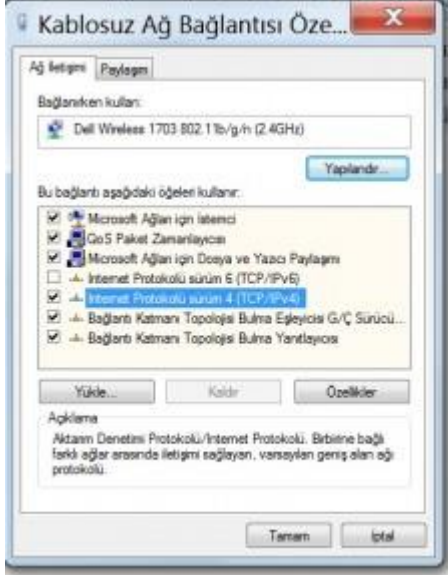 Kablosuz Ağ Bağlantısı Öze...
Ağ İletişimi Paylaşım
Bağlanırken kullan:
Dell Wireless 1703 802.11b/g/n (2.4GHz)
Yapılandır...
Bu bağlantı aşağıdaki öğeleri kullanır:
Microsoft Ağları için İstemci
QoS Paket Zamanlayıcısı
Microsoft Ağları için Dosya ve Yazıcı Paylaşımı
Internet Protokolü sürüm 6 (TCP/IPv6)
Internet Protokolü sürüm 4 (TCP/IPv4)
Bağlantı Katmanı Topolojisi Bulma Eşleyicisi G/Ç Sürücü...
Bağlantı Katmanı Topolojisi Bulma Yanıtlayıcısı
Yükle... Kaldır Özellikler
Açıklama
Aktarım Denetimi Protokolü/Internet Protokolü. Birbirine bağlı
farklı ağlar arasında iletişimi sağlayan, varsayılan geniş alan ağı
protokolü.
Tamam İptal